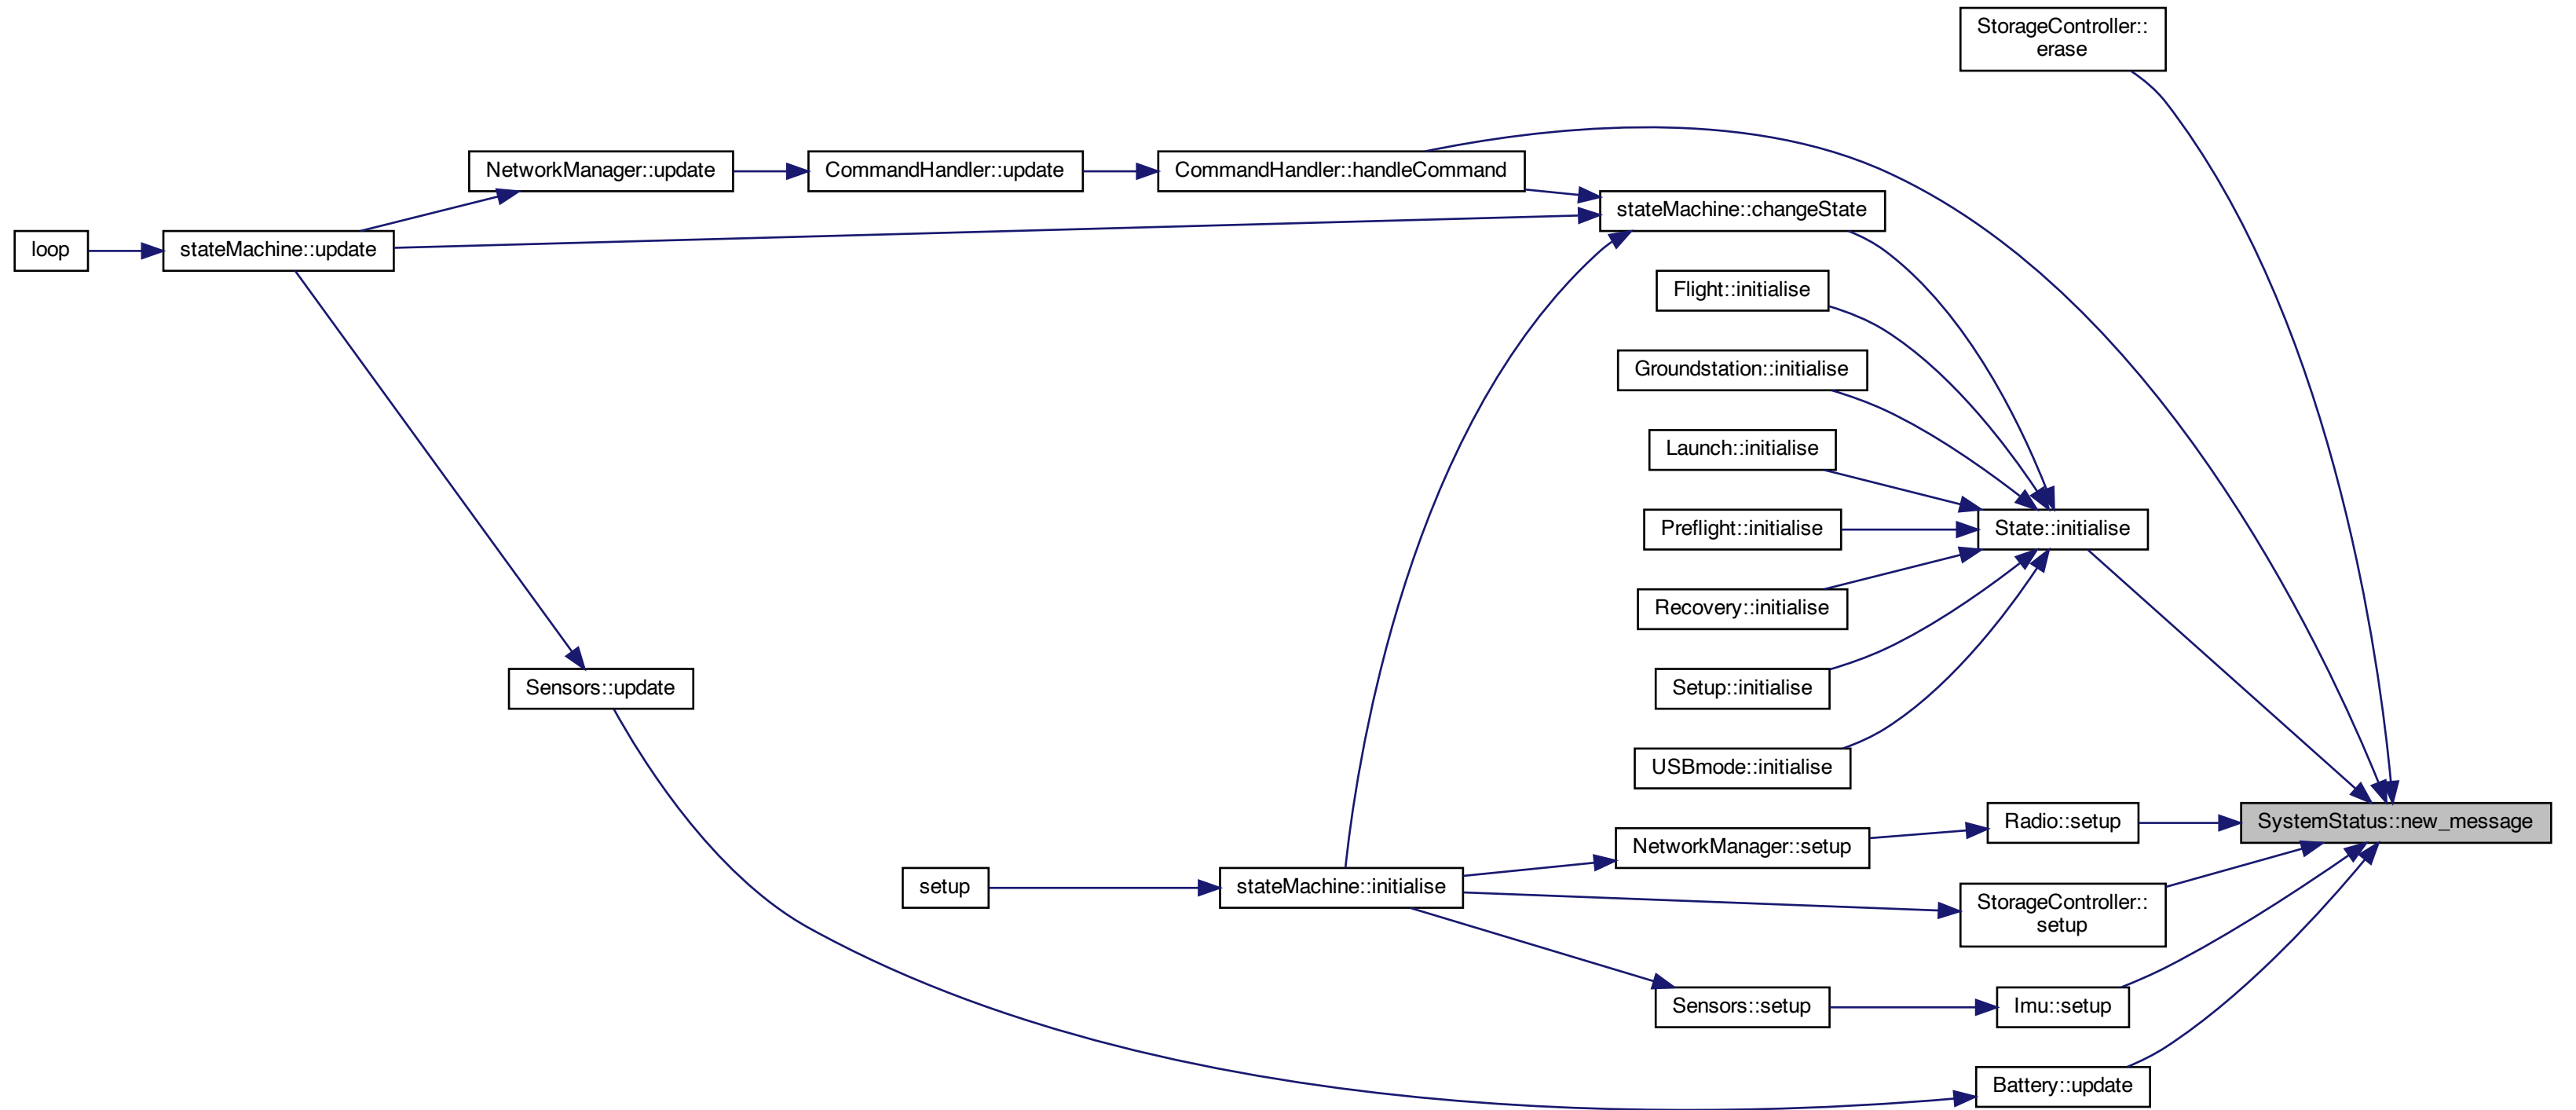 StorageController::
erase
NetworkManager::update
CommandHandler::update
CommandHandler::handleCommand
stateMachine::changeState
loop
stateMachine::update
Flight::initialise
Groundstation::initialise
Launch::initialise
Preflight::initialise
State::initialise
Recovery::initialise
Sensors::update
Setup::initialise
USBmode::initialise
Radio::setup
SystemStatus::new_message
NetworkManager::setup
setup
stateMachine::initialise
StorageController::
setup
Sensors::setup
Imu::setup
Battery::update